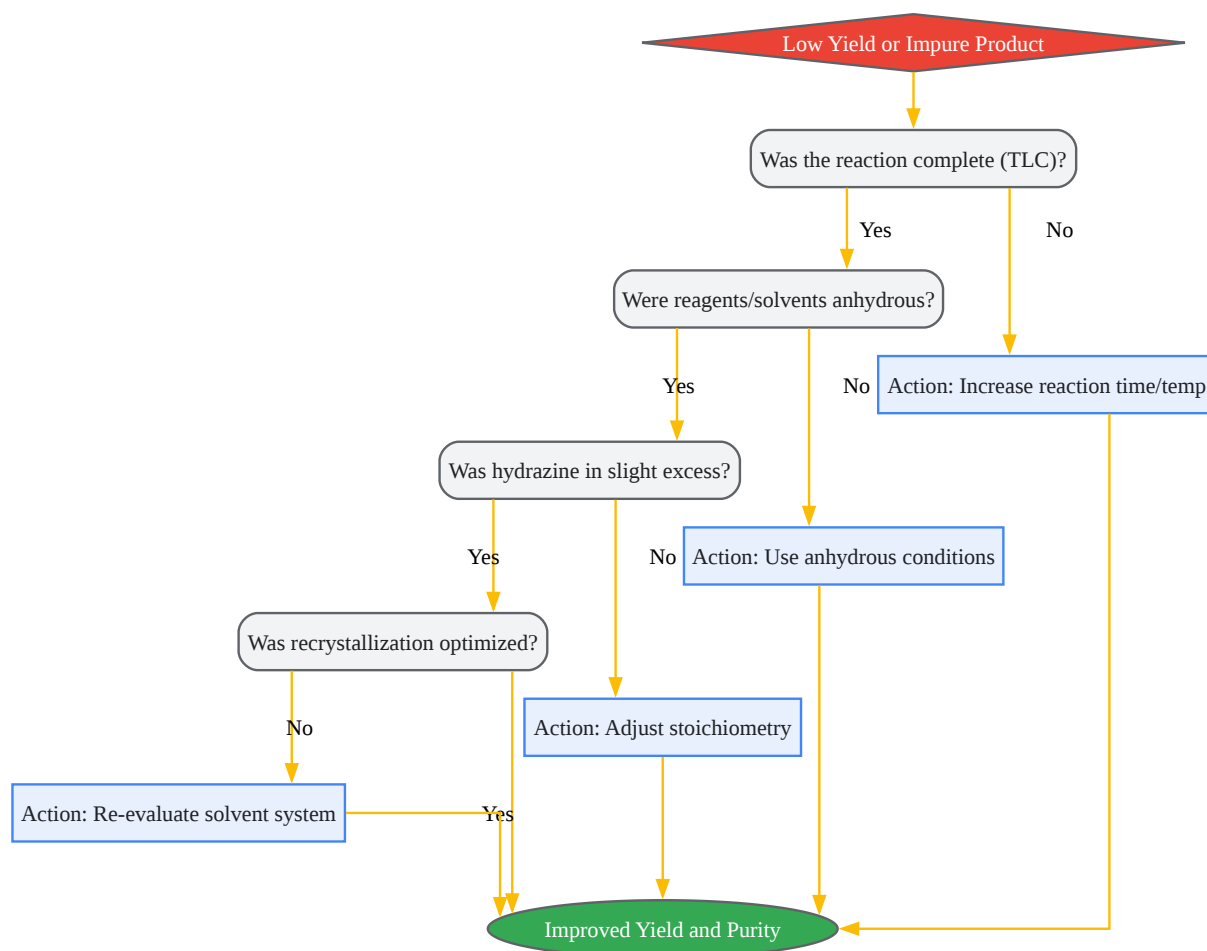 Low Yield or Impure Product
Was the reaction complete (TLC)?
Yes
No
Were reagents/solvents anhydrous?
Yes
No
Action: Increase reaction time/temp
Was hydrazine in slight excess?
Yes
No
Action: Use anhydrous conditions
Was recrystallization optimized?
No
Action: Adjust stoichiometry
Action: Re-evaluate solvent system
Yes
Improved Yield and Purity